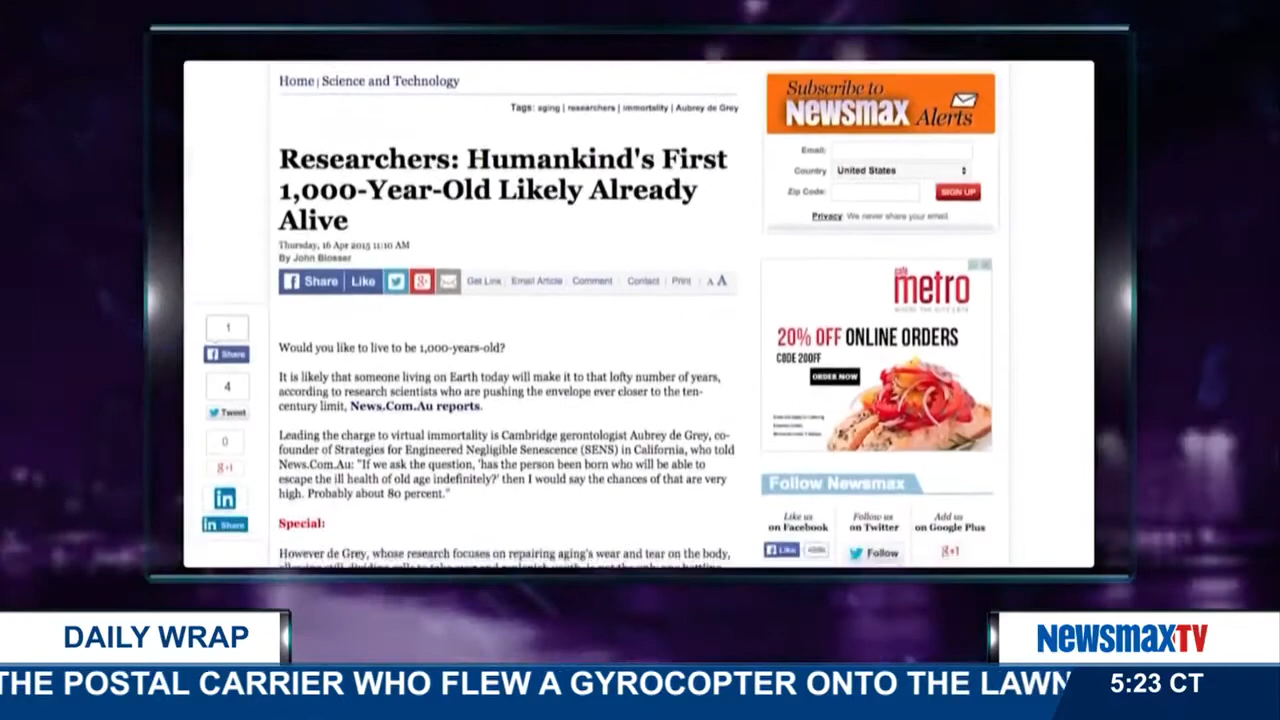 Home | Science and Technology
Tags: aging | researchers | immortality | Aubrey de Grey
Researchers: Humankind's First
1,000-Year-Old Likely Already
Alive
Thursday, 16 Apr 2015 11:10 AM
By John Blosser
Share Like Get Link Email Article Comment Contact | Print | A A
1
Share
4
Tweet
0
g+1
in
in Share
Would you like to live to be 1,000-years-old?
It is likely that someone living on Earth today will make it to that lofty number of years,
according to research scientists who are pushing the envelope ever closer to the ten-
century limit, News.Com.Au reports.
Leading the charge to virtual immortality is Cambridge gerontologist Aubrey de Grey, co-
founder of Strategies for Engineered Negligible Senescence (SENS) in California, who told
News.Com.Au: "If we ask the question, 'has the person been born who will be able to
escape the ill health of old age indefinitely?' then I would say the chances of that are very
high. Probably about 80 percent."
Special:
However de Grey, whose research focuses on repairing aging's wear and tear on the body,
Subscribe to
Newsmax Alerts
Email:
Country United States
Zip Code: SIGN UP
Privacy We never share your email
cafe
metro
20% OFF ONLINE ORDERS
CODE 20OFF
ORDER NOW
Follow Newsmax
Like us
on Facebook
Like
Follow us
on Twitter
Follow
Add us
on Google Plus
g+1
DAILY WRAP
NEWSMAXTV
THE POSTAL CARRIER WHO FLEW A GYROCOPTER ONTO THE LAWN
5:23 CT